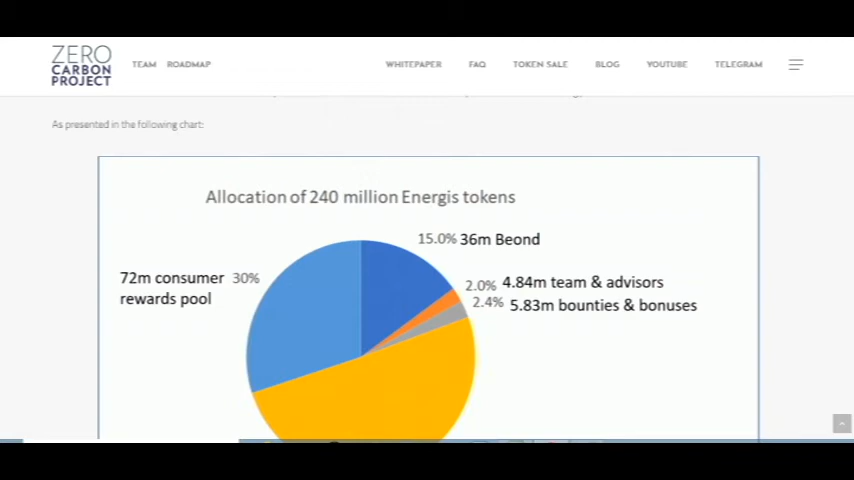 ZERO
CARBON
PROJECT
TEAM ROADMAP WHITEPAPER FAQ TOKEN SALE BLOG YOUTUBE TELEGRAM
As presented in the following chart:
Allocation of 240 million Energis tokens
15.0% 36m Beond
72m consumer 30%
rewards pool
2.0% 4.84m team & advisors
2.4% 5.83m bounties & bonuses